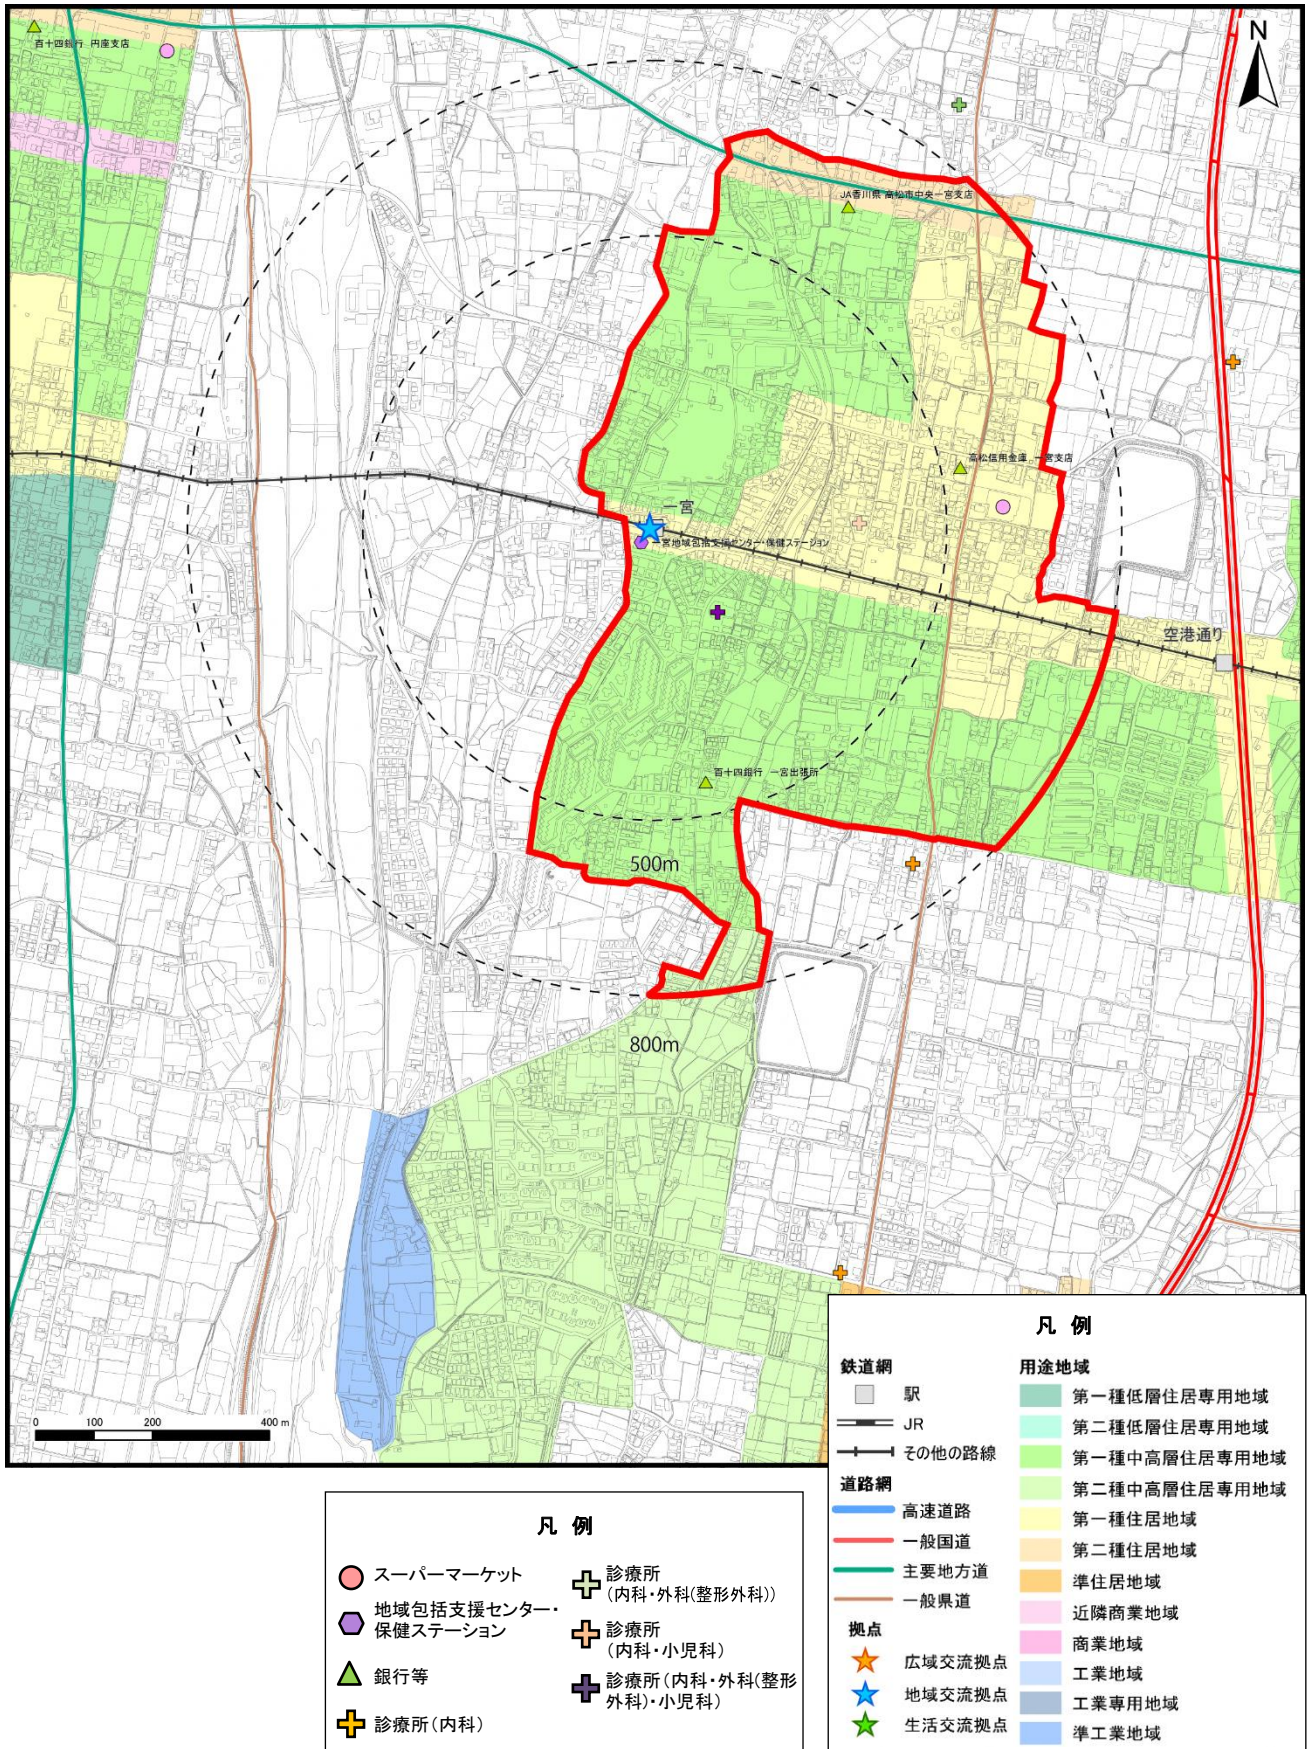 百十四銀行 円座支店
N
JA香川県 高松市中央一宮支店
高松信用金庫 一宮支店
一宮
一宮地域包括支援センター・保健ステーション
空港通り
百十四銀行 一宮出張所
500m
800m
0 100 200 400 m
凡 例
鉄道網
駅
JR
その他の路線
道路網
高速道路
一般国道
主要地方道
一般県道
拠点
広域交流拠点
地域交流拠点
生活交流拠点
用途地域
第一種低層住居専用地域
第二種低層住居専用地域
第一種中高層住居専用地域
第二種中高層住居専用地域
第一種住居地域
第二種住居地域
準住居地域
近隣商業地域
商業地域
工業地域
工業専用地域
準工業地域
凡 例
スーパーマーケット
地域包括支援センター・
保健ステーション
銀行等
診療所(内科)
診療所
(内科・外科(整形外科))
診療所
(内科・小児科)
診療所(内科・外科(整形
外科)・小児科)